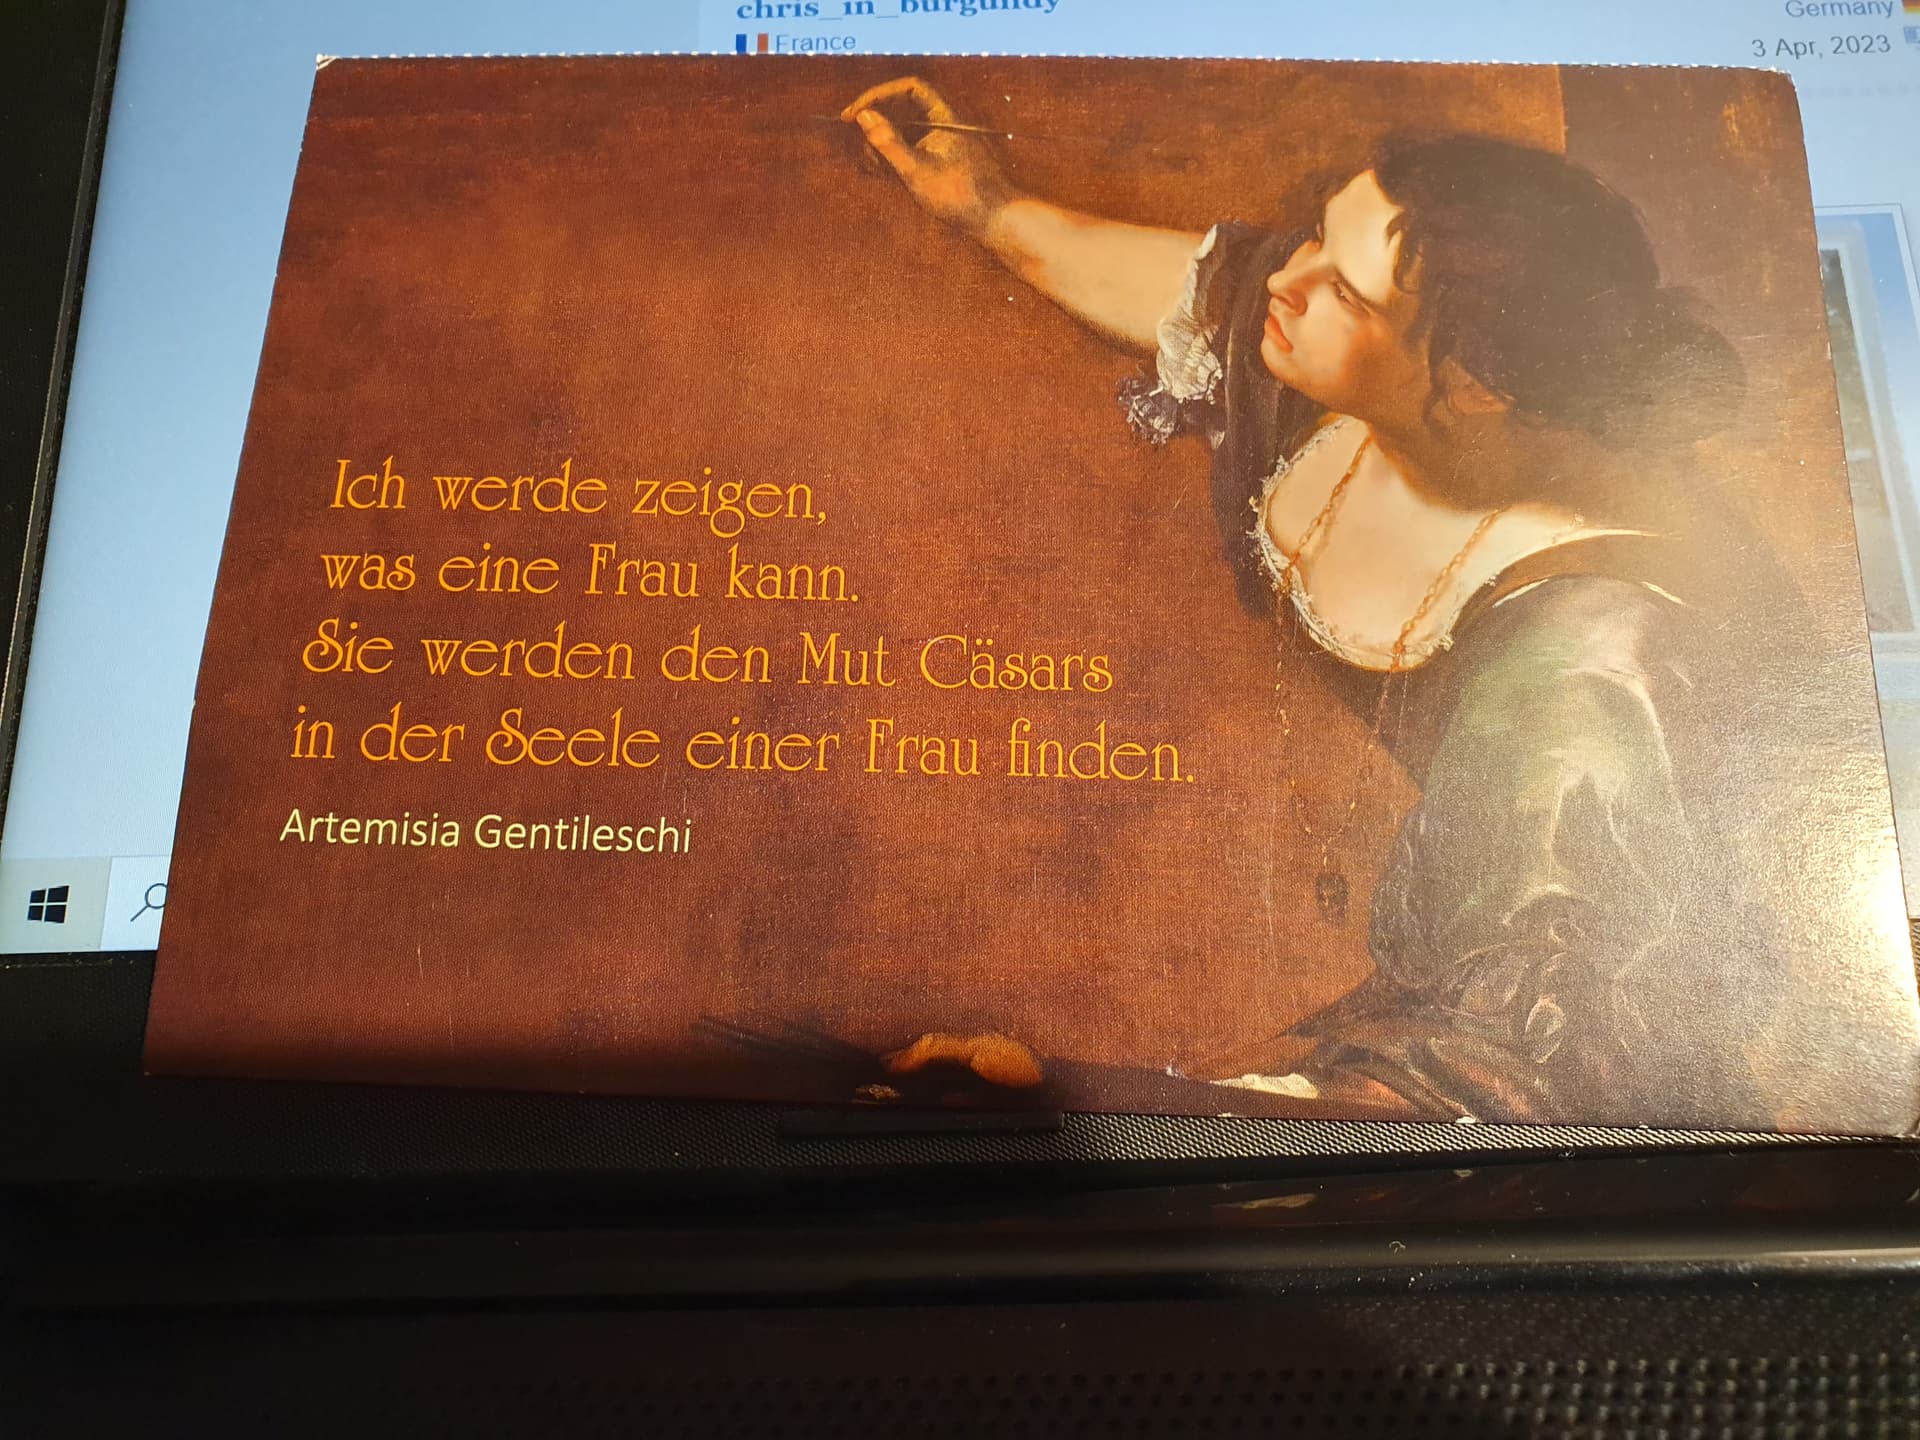 chris_in_burgundy
France
Germany
3 Apr, 2023
Ich werde zeigen,
was eine Frau kann.
Sie werden den Mut Cäsars
in der Seele einer Frau finden.
Artemisia Gentileschi